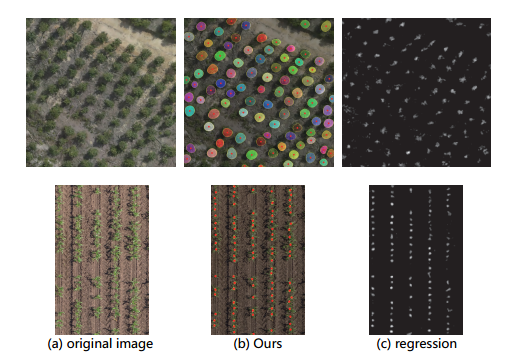 (a) original image
(b) Ours
(c) regression